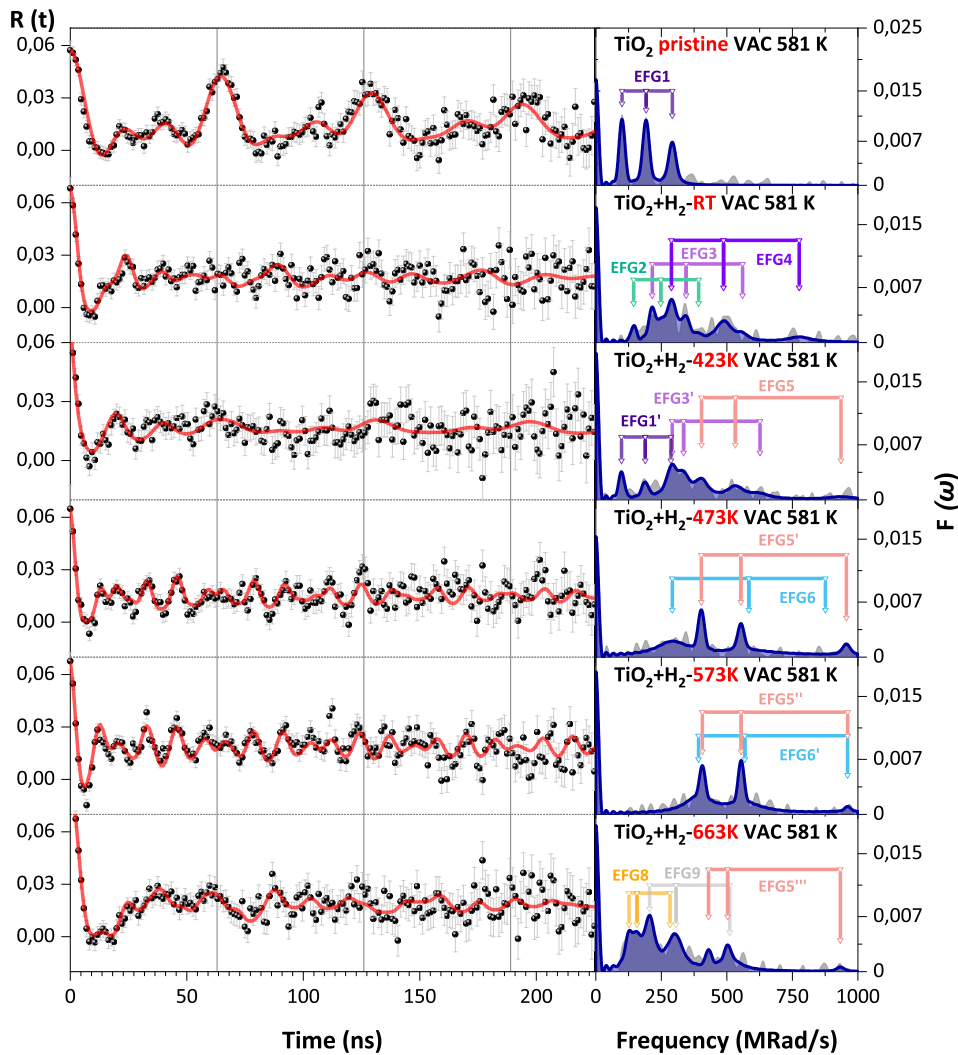 R (t)
0,06
0,03
0,00
TiO2 pristine VAC 581 K
EFG1
0,025
0,015
0,007
0
0,06
0,03
0,00
TiO2+H2-RT VAC 581 K
EFG2
EFG3
EFG4
0,015
0,007
0
0,06
0,03
0,00
TiO2+H2-423K VAC 581 K
EFG1'
EFG3'
EFG5
0,015
0,007
0
F (ω)
0,06
0,03
0,00
TiO2+H2-473K VAC 581 K
EFG5'
EFG6
0,015
0,007
0
0,06
0,03
0,00
TiO2+H2-573K VAC 581 K
EFG5''
EFG6'
0,015
0,007
0
0,06
0,03
0,00
TiO2+H2-663K VAC 581 K
EFG8
EFG9
EFG5'''
0,015
0,007
0
0 50 100 150 200
0 250 500 750 1000
Time (ns)
Frequency (MRad/s)